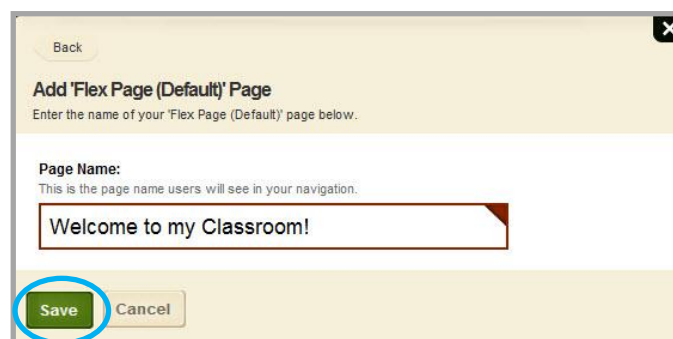 Back
Add 'Flex Page (Default)' Page
Enter the name of your 'Flex Page (Default)' page below.
Page Name:
This is the page name users will see in your navigation.
Welcome to my Classroom!
Save Cancel